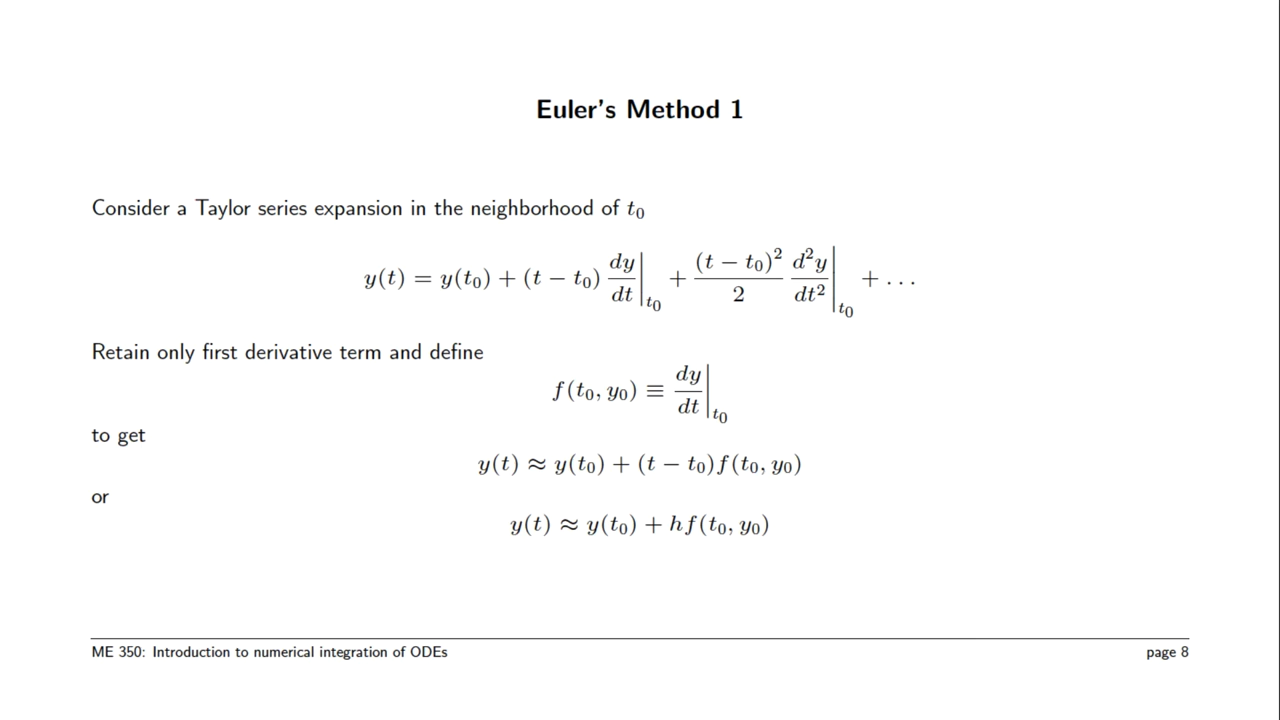 Euler's Method 1
Consider a Taylor series expansion in the neighborhood of t₀
y(t) = y(t₀) + (t − t₀) dy/dt|_{t₀} + (t − t₀)²/2 d²y/dt²|_{t₀} + . . .
Retain only first derivative term and define
f(t₀, y₀) ≡ dy/dt|_{t₀}
to get
y(t) ≈ y(t₀) + (t − t₀)f(t₀, y₀)
or
y(t) ≈ y(t₀) + hf(t₀, y₀)
ME 350: Introduction to numerical integration of ODEs
page 8